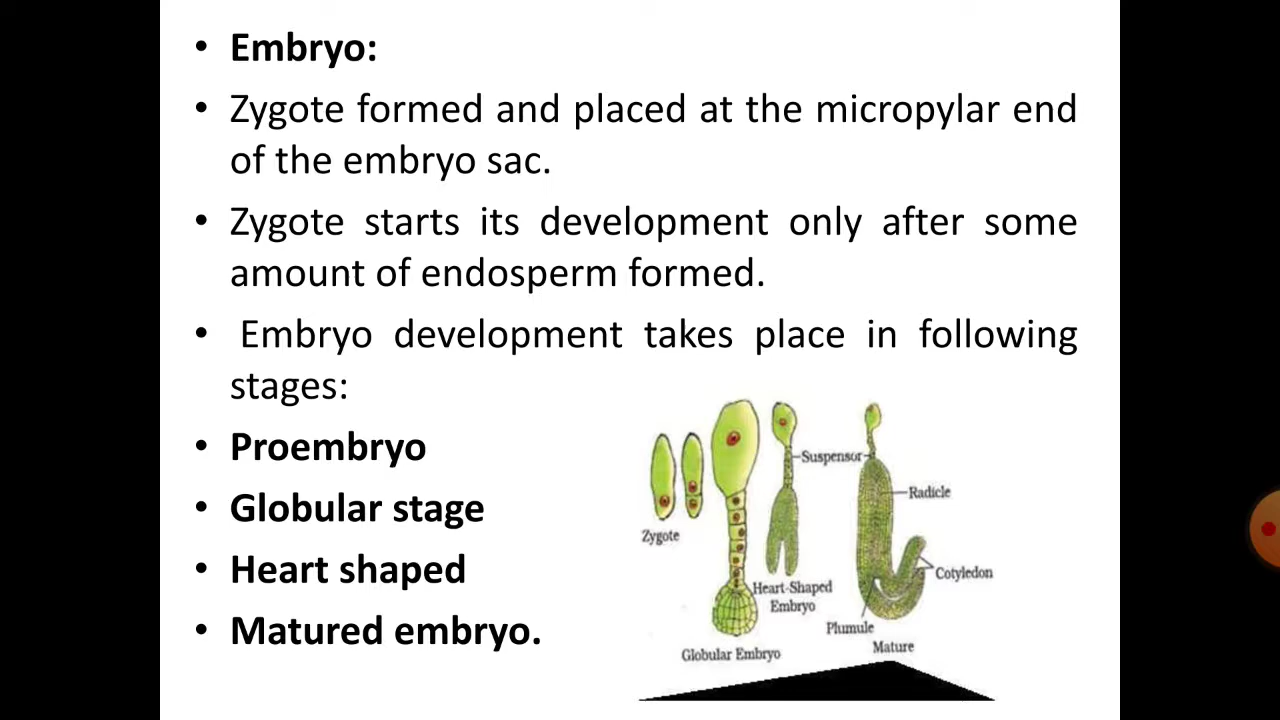 • Embryo:
• Zygote formed and placed at the micropylar end
of the embryo sac.
• Zygote starts its development only after some
amount of endosperm formed.
• Embryo development takes place in following
stages:
• Proembryo
• Globular stage
• Heart shaped
• Matured embryo.
Suspensor
Radicle
Zygote
Cotyledon
Heart-Shaped
Embryo
Plumule
Mature
Globular Embryo